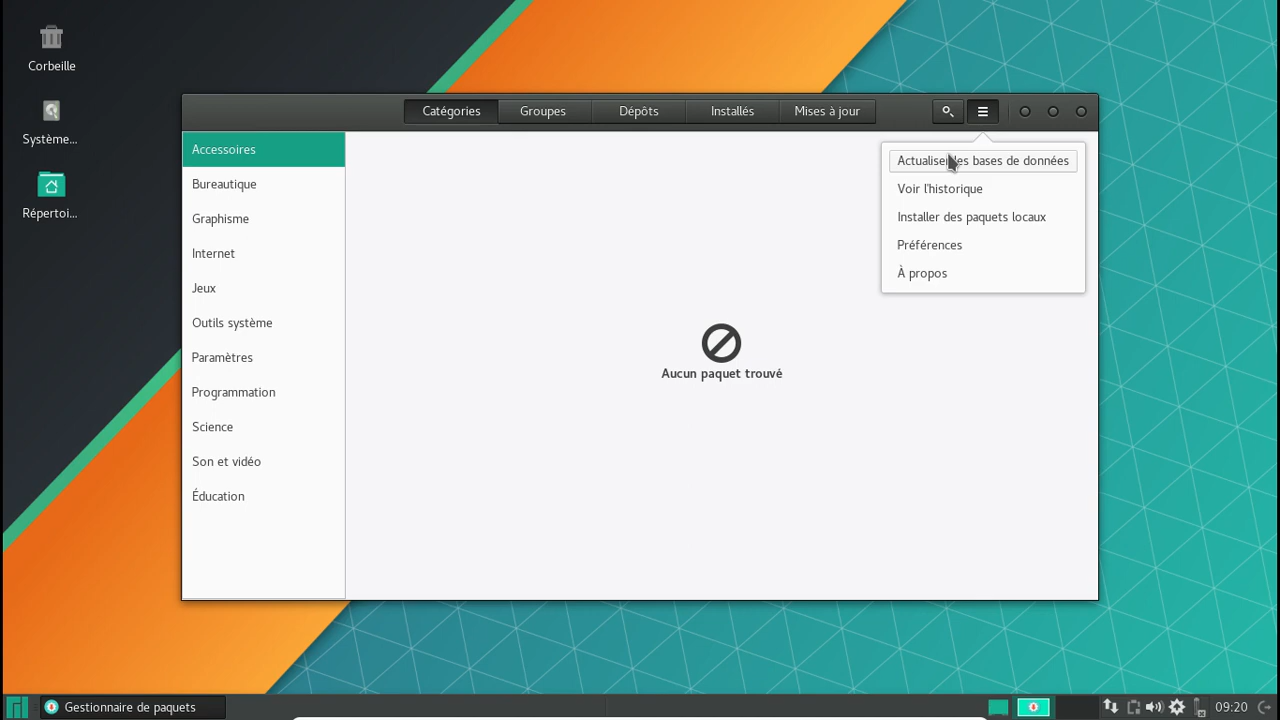 Corbeille
Système...
Répertoi...
Catégories
Groupes
Dépôts
Installés
Mises à jour
Accessoires
Bureautique
Graphisme
Internet
Jeux
Outils système
Paramètres
Programmation
Science
Son et vidéo
Éducation
Aucun paquet trouvé
Actualiser les bases de données
Voir l'historique
Installer des paquets locaux
Préférences
À propos
Gestionnaire de paquets
09:20